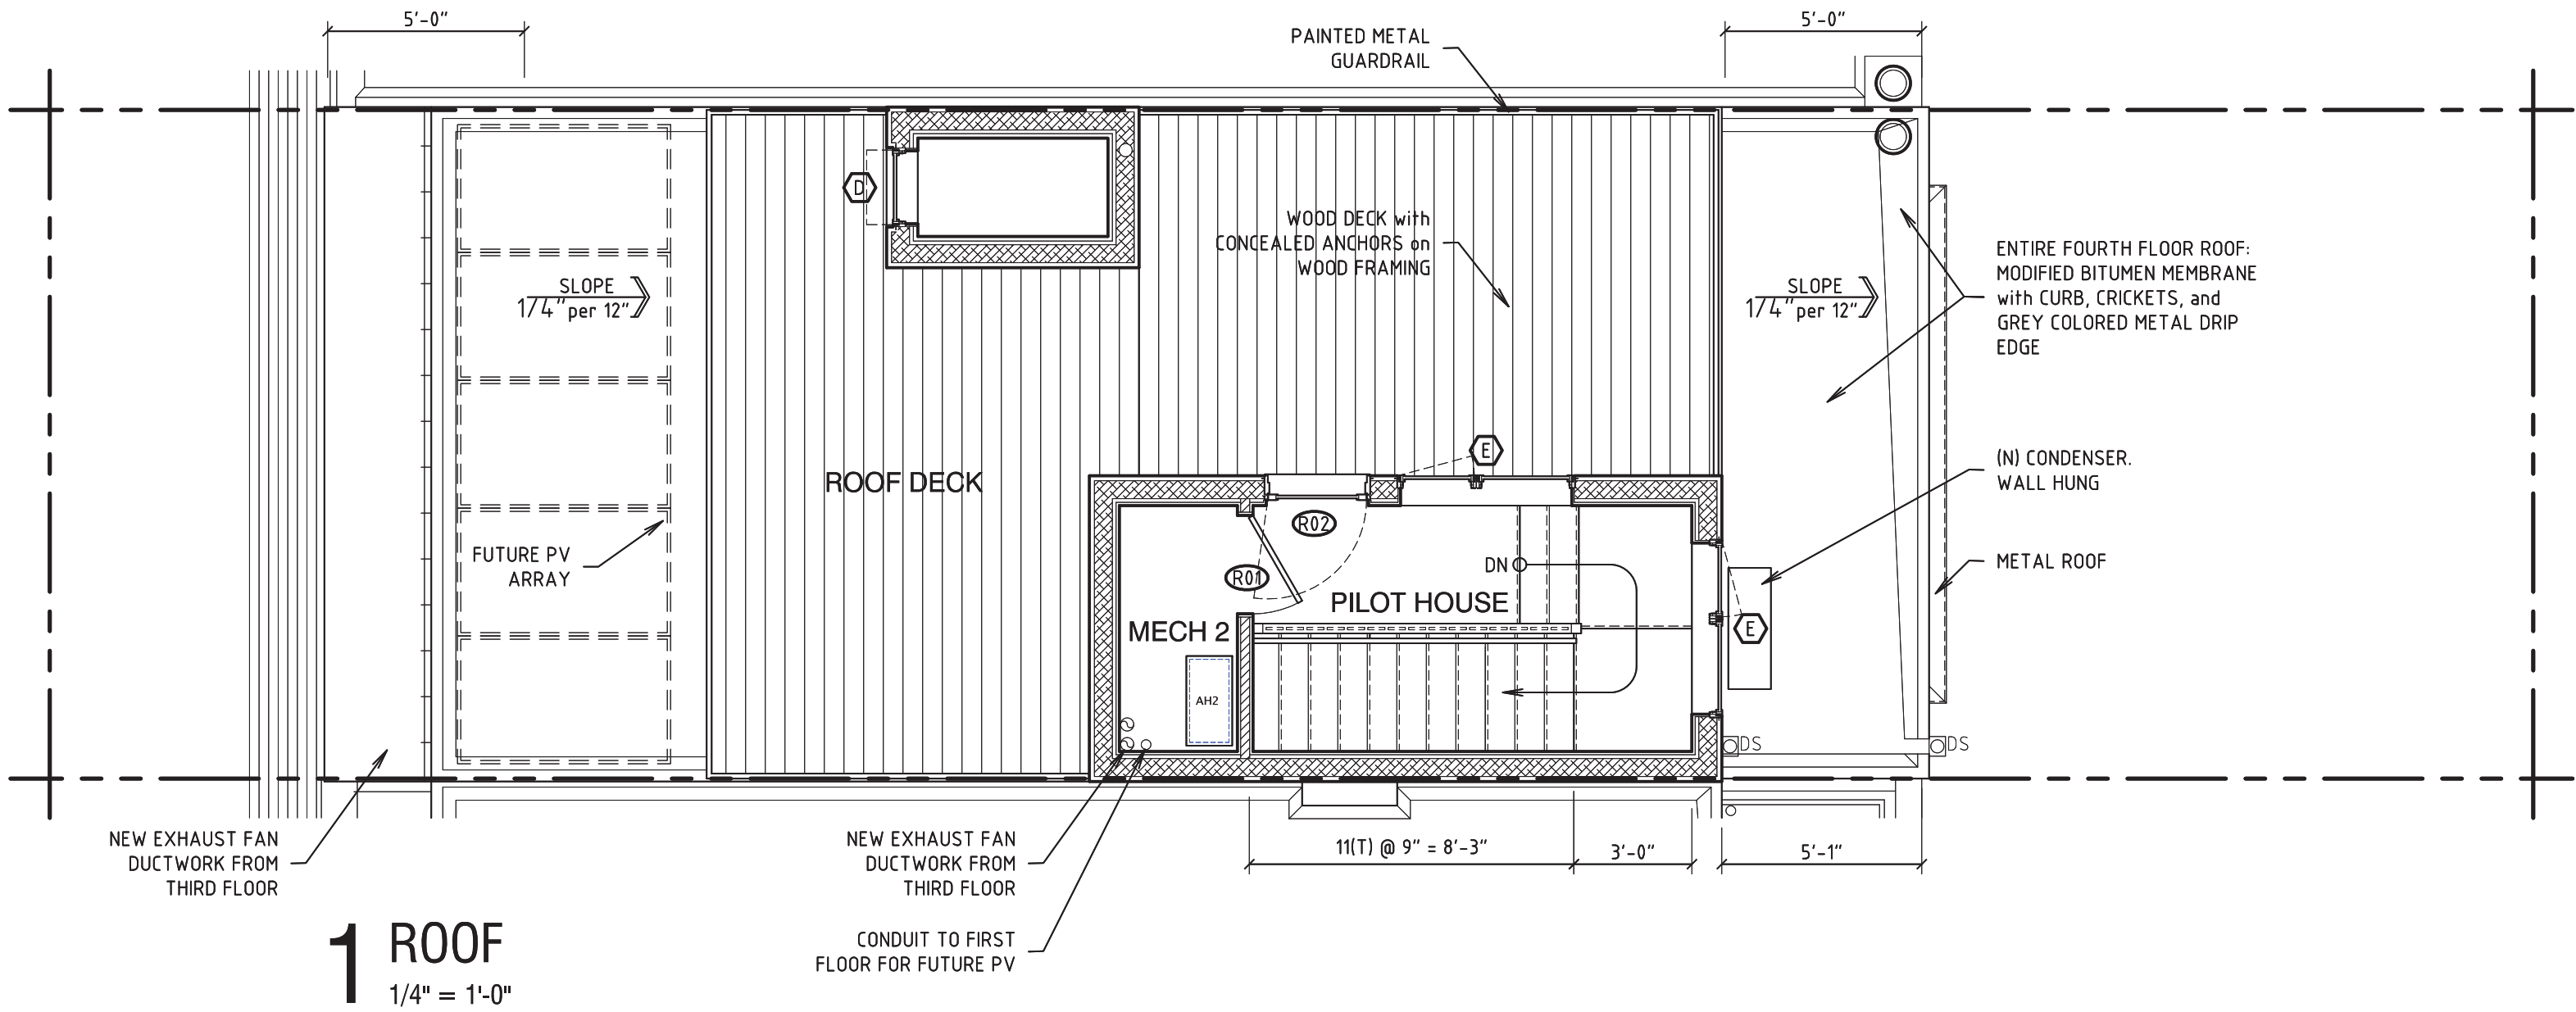 5'-0"
5'-0"
PAINTED METAL
GUARDRAIL
D
WOOD DECK with
CONCEALED ANCHORS on
WOOD FRAMING
SLOPE
1/4" per 12"
SLOPE
1/4" per 12"
ENTIRE FOURTH FLOOR ROOF:
MODIFIED BITUMEN MEMBRANE
with CURB, CRICKETS, and
GREY COLORED METAL DRIP
EDGE
E
(N) CONDENSER.
WALL HUNG
ROOF DECK
R02
FUTURE PV
ARRAY
R01
DN
METAL ROOF
PILOT HOUSE
MECH 2
E
AH2
DS
DS
NEW EXHAUST FAN
DUCTWORK FROM
THIRD FLOOR
NEW EXHAUST FAN
DUCTWORK FROM
THIRD FLOOR
11(T) @ 9" = 8'-3"
3'-0"
5'-1"
CONDUIT TO FIRST
FLOOR FOR FUTURE PV
1 ROOF
1/4" = 1'-0"